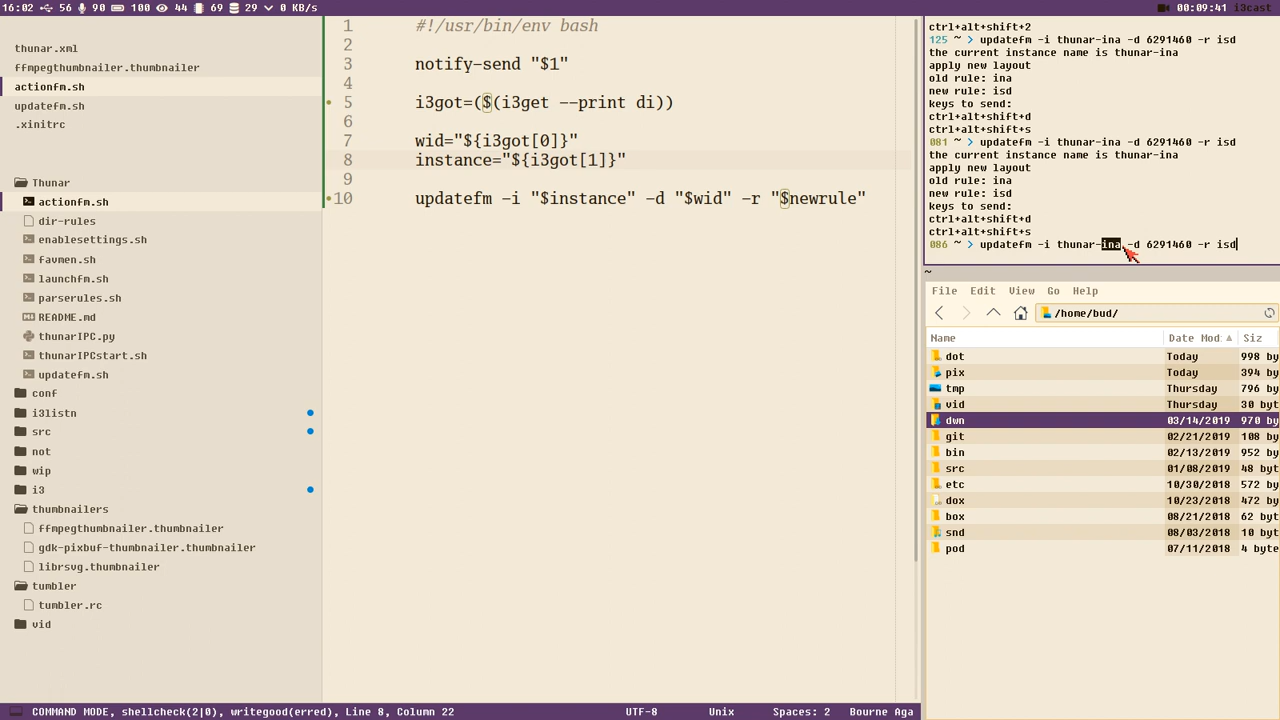 16:02 56 90 100 44 69 29 0 KB/s
00:09:41 i3cast
thunar.xml
ffmpegthumbnailer.thumbnailer
actionfm.sh
updatefm.sh
.xinitrc
Thunar
actionfm.sh
dir-rules
enablesettings.sh
favmen.sh
launchfm.sh
parserules.sh
README.md
thunarIPC.py
thunarIPCstart.sh
updatefm.sh
conf
i3listn
src
not
wip
i3
thumbnailers
ffmpegthumbnailer.thumbnailer
gdk-pixbuf-thumbnailer.thumbnailer
librsvg.thumbnailer
tumbler
tumbler.rc
vid
1 #!/usr/bin/env bash
2
3 notify-send "$1"
4
5 i3got=($(i3get --print di))
6
7 wid="${i3got[0]}"
8 instance="${i3got[1]}"
9
10 updatefm -i "$instance" -d "$wid" -r "$newrule"
ctrl+alt+shift+2
125 ~ > updatefm -i thunar-ina -d 6291460 -r isd
the current instance name is thunar-ina
apply new layout
old rule: ina
new rule: isd
keys to send:
ctrl+alt+shift+d
ctrl+alt+shift+s
081 ~ > updatefm -i thunar-ina -d 6291460 -r isd
the current instance name is thunar-ina
apply new layout
old rule: ina
new rule: isd
keys to send:
ctrl+alt+shift+d
ctrl+alt+shift+s
086 ~ > updatefm -i thunar-ina -d 6291460 -r isd
~
File Edit View Go Help
/home/bud/
Name Date Mod Siz
dot Today 998 by
pix Today 394 by
tmp Thursday 796 by
vid Thursday 30 byt
dwn 03/14/2019 970 by
git 02/21/2019 108 by
bin 02/13/2019 952 by
src 01/08/2019 48 byt
etc 10/30/2018 572 by
dox 10/23/2018 472 by
box 08/21/2018 62 byt
snd 08/03/2018 10 byt
pod 07/11/2018 4 byte
COMMAND MODE, shellcheck(2|0), writegood(erred), Line 8, Column 22 UTF-8 Unix Spaces: 2 Bourne Aga